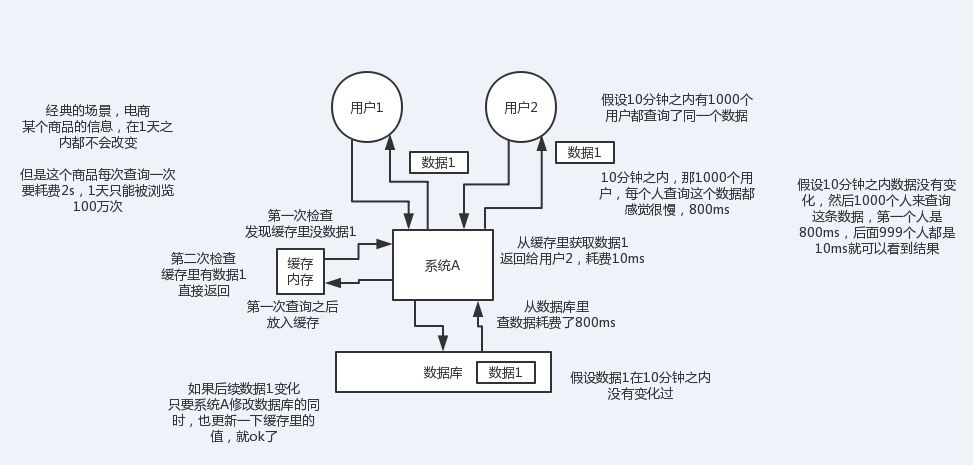 经典的场景，电商
某个商品的信息，在1天之
内都不会改变
但是这个商品每次查询一次
要耗费2s，1天只能被浏览
100万次
用户1
用户2
数据1
数据1
假设10分钟之内有1000个
用户都查询了同一个数据
10分钟之内，那1000个用
户，每个人查询这个数据都
感觉很慢，800ms
假设10分钟之内数据没有变
化，然后1000个人来查询
这条数据，第一个人是
800ms，后面999个人都是
10ms就可以看到结果
第一次检查
发现缓存里没数据1
第二次检查
缓存里有数据1
直接返回
缓存
内存
系统A
从缓存里获取数据1
返回给用户2，耗费10ms
第一次查询之后
放入缓存
从数据库里
查数据耗费了800ms
数据库
数据1
假设数据1在10分钟之内
没有变化过
如果后续数据1变化
只要系统A修改数据库的同
时，也更新一下缓存里的
值，就ok了